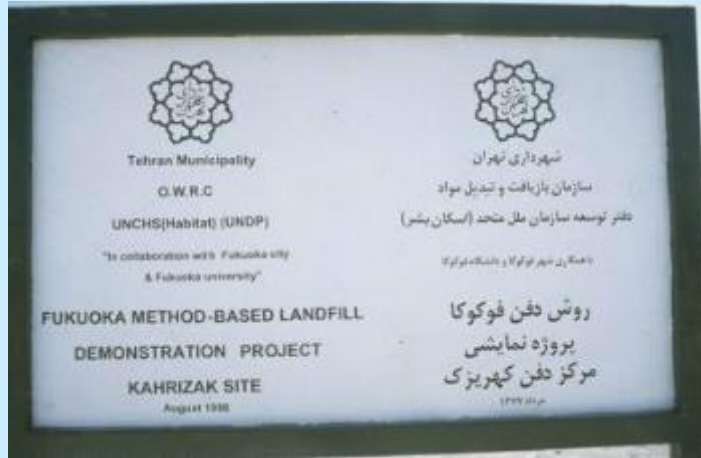 Tehran Municipality
O.W.R.C
UNCHS(Habitat) (UNDP)
"In collaboration with Fukuoka city
& Fukuoka university"
FUKUOKA METHOD-BASED LANDFILL
DEMONSTRATION PROJECT
KAHRIZAK SITE
August 1998
شهرداری تهران
سازمان بازیافت و تبدیل مواد
دفتر توسعه سازمان ملل متحد (اسکان بشر)
با همکاری شهر فوکوکا و دانشگاه فوکوکا
روش دفن فوکوکا
پروژه نمایشی
مرکز دفن کهریزک
مرداد ۱۳۷۷